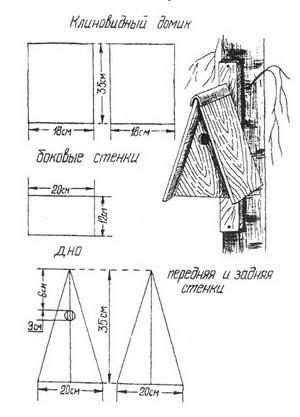 Клиновидный домик
35см
18см 18см
боковые стенки
20см
12см
дно
передняя и задняя
стенки
6см
3см
35см
20см 20см